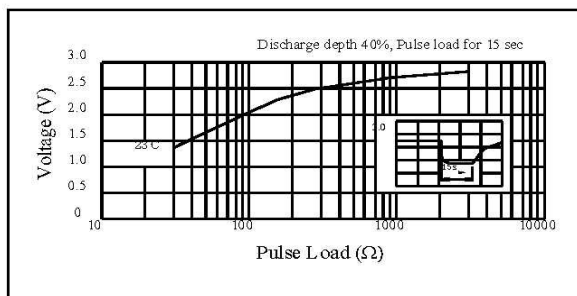 Discharge depth 40%, Pulse load for 15 sec
Voltage (V)
3.0
2.5
2.0
1.5
1.0
0.5
0
23 C
3.0
15s
10
100
1000
10000
Pulse Load (Ω)